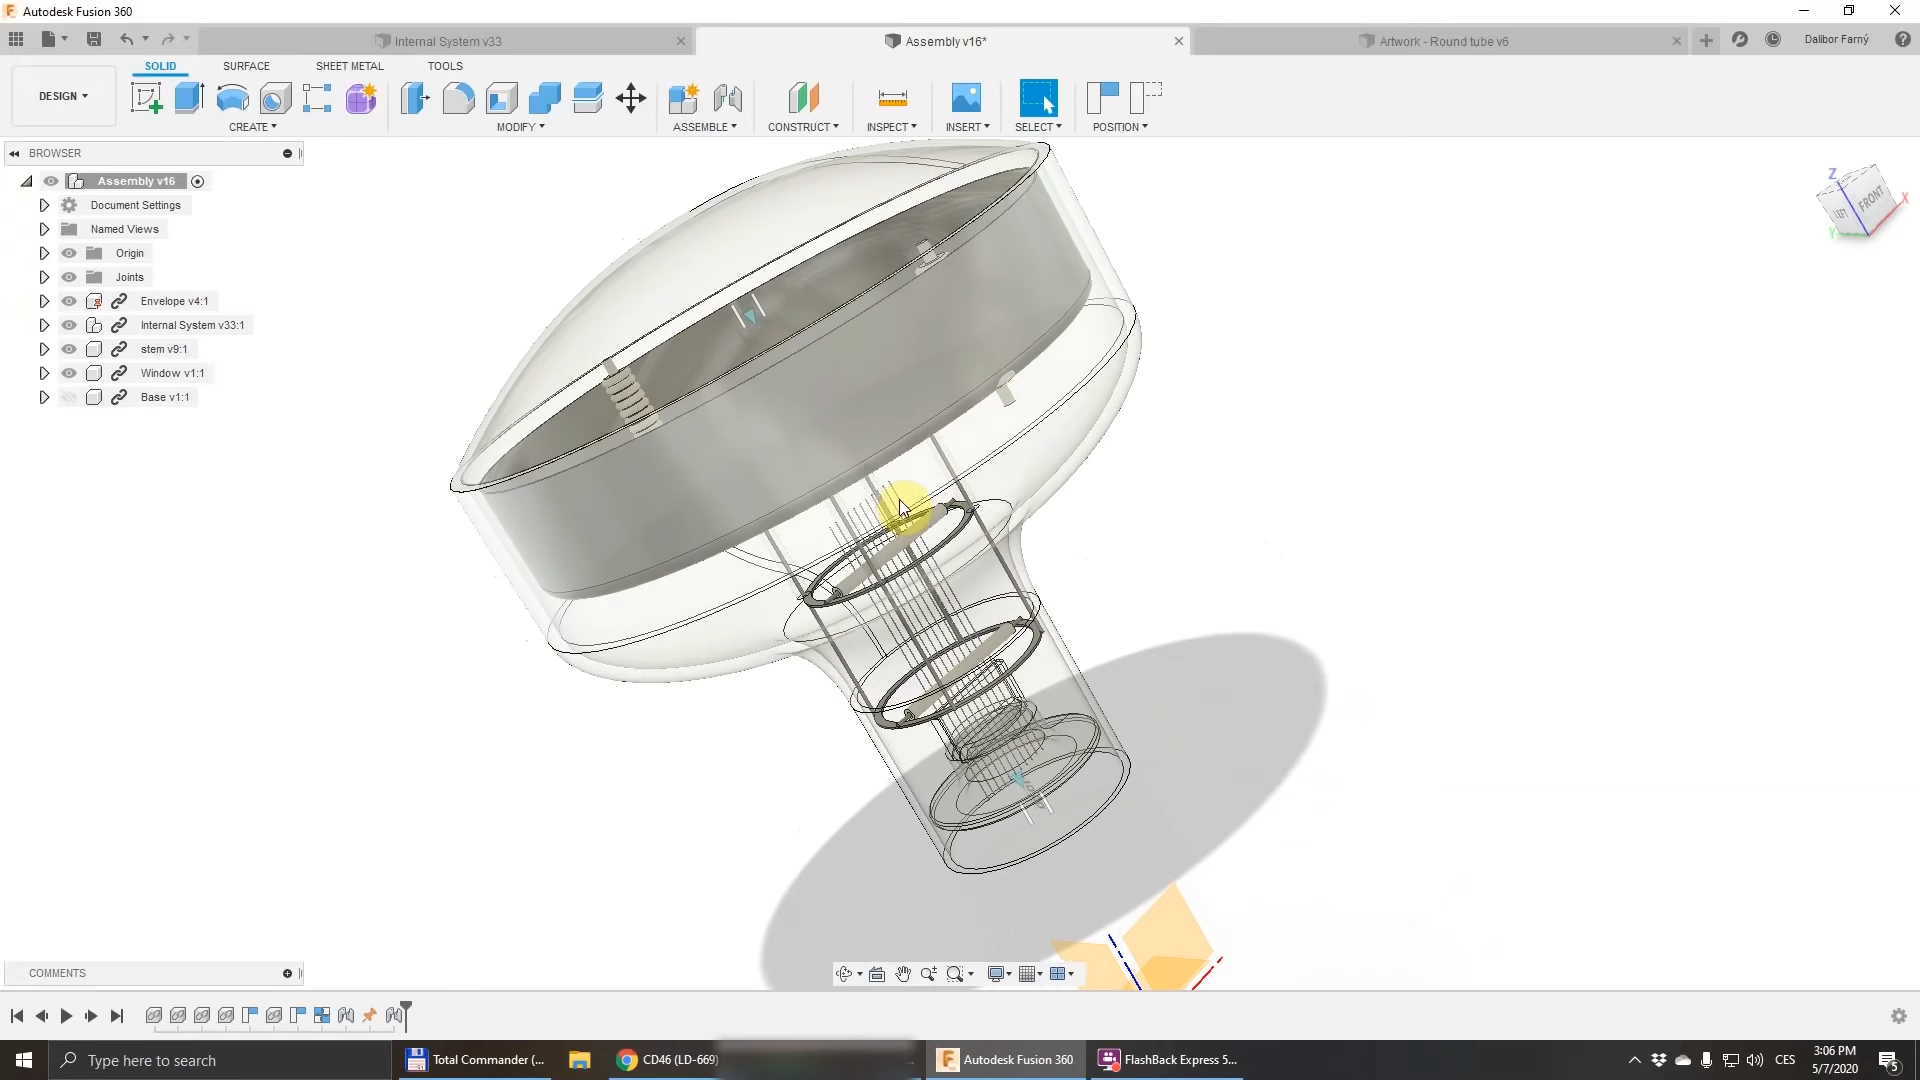 Autodesk Fusion 360
Internal System v33
Assembly v16*
Artwork - Round tube v6
Dalibor Farný
SOLID
SURFACE
SHEET METAL
TOOLS
DESIGN
CREATE
MODIFY
ASSEMBLE
CONSTRUCT
INSPECT
INSERT
SELECT
POSITION
BROWSER
Assembly v16
Document Settings
Named Views
Origin
Joints
Envelope v4:1
Internal System v33:1
stem v9:1
Window v1:1
Base v1:1
Z
LEFT
FRONT
X
Y
COMMENTS
Type here to search
Total Commander (...
CD46 (LD-669)
Autodesk Fusion 360
FlashBack Express 5...
CES
3:06 PM
5/7/2020
5